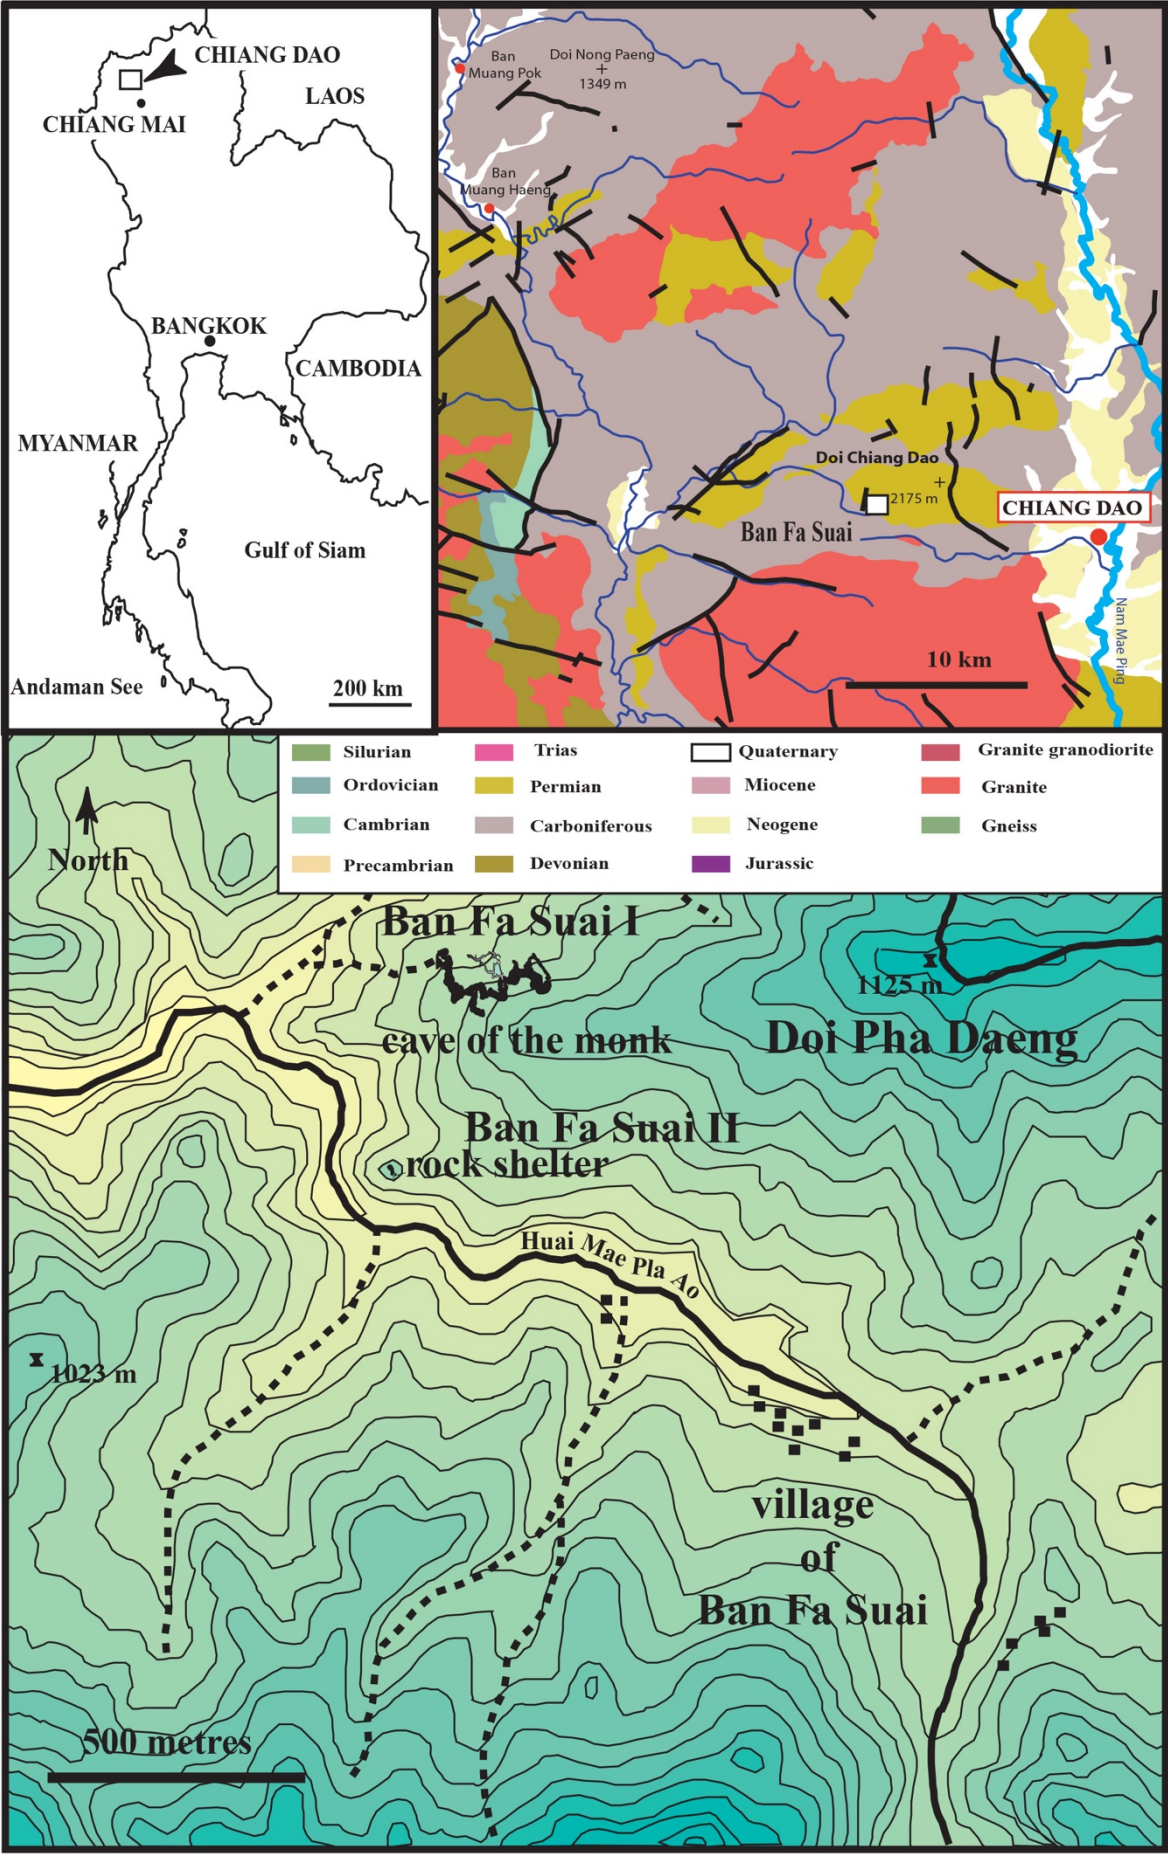 CHIANG DAO
LAOS
CHIANG MAI
BANGKOK
CAMBODIA
MYANMAR
Gulf of Siam
Andaman See
200 km
Ban
Muang Pok
Doi Nong Paeng
1349 m
Ban
Muang Haeng
Doi Chiang Dao
2175 m
CHIANG DAO
Ban Fa Suai
Nam Mae Ping
10 km
Silurian
Trias
Quaternary
Granite granodiorite
Ordovician
Permian
Miocene
Granite
Cambrian
Carboniferous
Neogene
Gneiss
Precambrian
Devonian
Jurassic
North
Ban Fa Suai I
1125 m
cave of the monk
Doi Pha Daeng
Ban Fa Suai II
rock shelter
Huai Mae Pla Ao
1023 m
village
of
Ban Fa Suai
500 metres